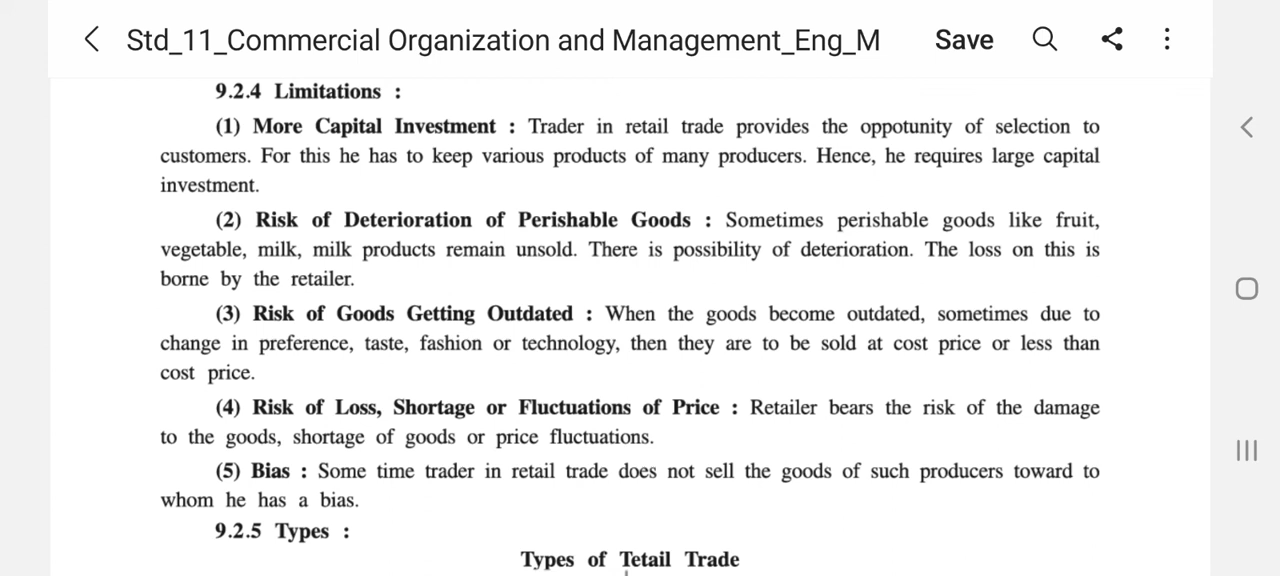 Std_11_Commercial Organization and Management_Eng_M
Save
9.2.4 Limitations :
(1) More Capital Investment : Trader in retail trade provides the oppotunity of selection to
customers. For this he has to keep various products of many producers. Hence, he requires large capital
investment.
(2) Risk of Deterioration of Perishable Goods : Sometimes perishable goods like fruit,
vegetable, milk, milk products remain unsold. There is possibility of deterioration. The loss on this is
borne by the retailer.
(3) Risk of Goods Getting Outdated : When the goods become outdated, sometimes due to
change in preference, taste, fashion or technology, then they are to be sold at cost price or less than
cost price.
(4) Risk of Loss, Shortage or Fluctuations of Price : Retailer bears the risk of the damage
to the goods, shortage of goods or price fluctuations.
(5) Bias : Some time trader in retail trade does not sell the goods of such producers toward to
whom he has a bias.
9.2.5 Types :
Types of Tetail Trade